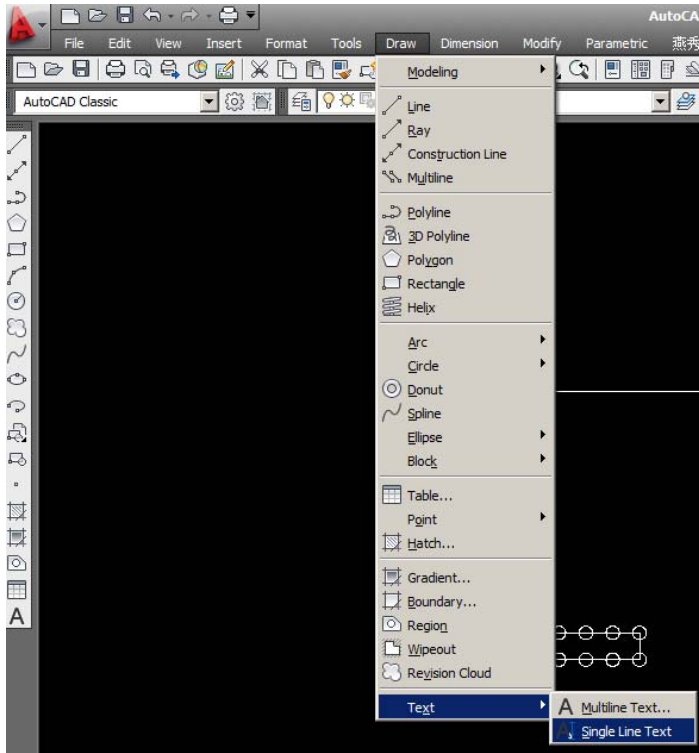 AutoCA
File Edit View Insert Format Tools Draw Dimension Modify Parametric 燕秀
AutoCAD Classic
Modeling
Line
Ray
Construction Line
Multiline
Polyline
3D Polyline
Polygon
Rectangle
Helix
Arc
Circle
Donut
Spline
Ellipse
Block
Table...
Point
Hatch...
Gradient...
Boundary...
Region
Wipeout
Revision Cloud
Text
A Multiline Text...
A Single Line Text
A